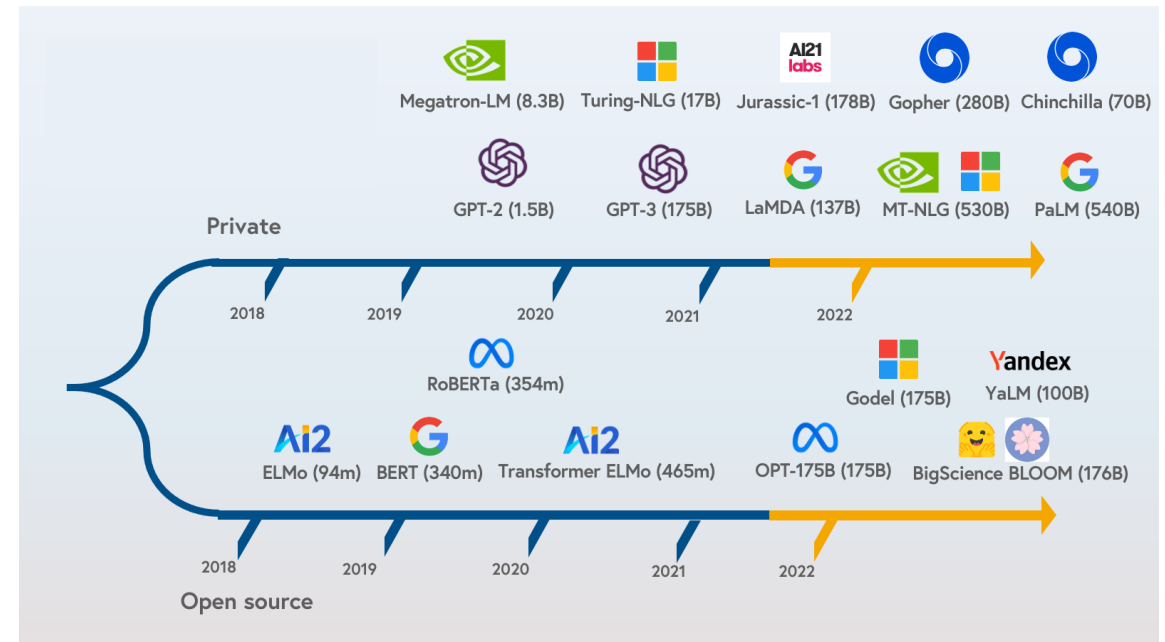 AI21
labs
Megatron-LM (8.3B)
Turing-NLG (17B)
Jurassic-1 (178B)
Gopher (280B)
Chinchilla (70B)
GPT-2 (1.5B)
GPT-3 (175B)
LaMDA (137B)
MT-NLG (530B)
PaLM (540B)
Private
2018
2019
2020
2021
2022
Yandex
RoBERTa (354m)
Godel (175B)
YaLM (100B)
Ai2
Ai2
ELMo (94m)
BERT (340m)
Transformer ELMo (465m)
OPT-175B (175B)
BigScience BLOOM (176B)
2018
2019
2020
2021
2022
Open source